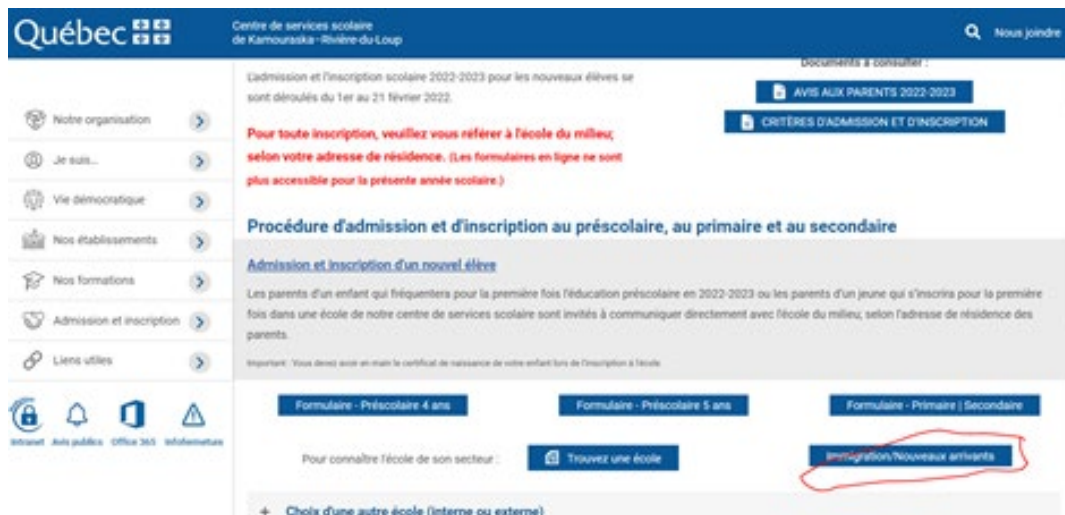 Québec
Centre de services scolaire
de Kamouraska-Rivière-du-Loup
Nous joindre
Notre organisation
Je suis...
Vie démocratique
Nos établissements
Nos formations
Admission et inscription
Liens utiles
Intranet Avis publics Office 365 Infofermeture
L'admission et l'inscription scolaire 2022-2023 pour les nouveaux élèves se
sont déroulés du 1er au 21 février 2022.
Pour toute inscription, veuillez vous référer à l'école du milieu;
selon votre adresse de résidence. (Les formulaires en ligne ne sont
plus accessible pour la présente année scolaire.)
Documents à consulter :
AVIS AUX PARENTS 2022-2023
CRITÈRES D'ADMISSION ET D'INSCRIPTION
Procédure d'admission et d'inscription au préscolaire, au primaire et au secondaire
Admission et inscription d'un nouvel élève
Les parents d'un enfant qui fréquentera pour la première fois l'éducation préscolaire en 2022-2023 ou les parents d'un jeune qui s'inscrira pour la première
fois dans une école de notre centre de services scolaire sont invités à communiquer directement avec l'école du milieu; selon l'adresse de résidence des
parents.
Important : Vous devez avoir en main le certificat de naissance de votre enfant lors de l'inscription à l'école
Formulaire - Préscolaire 4 ans
Formulaire - Préscolaire 5 ans
Formulaire - Primaire | Secondaire
Pour connaître l'école de son secteur :
Trouvez une école
Immigration/Nouveaux arrivants
+ Choix d'une autre école (interne ou externe)